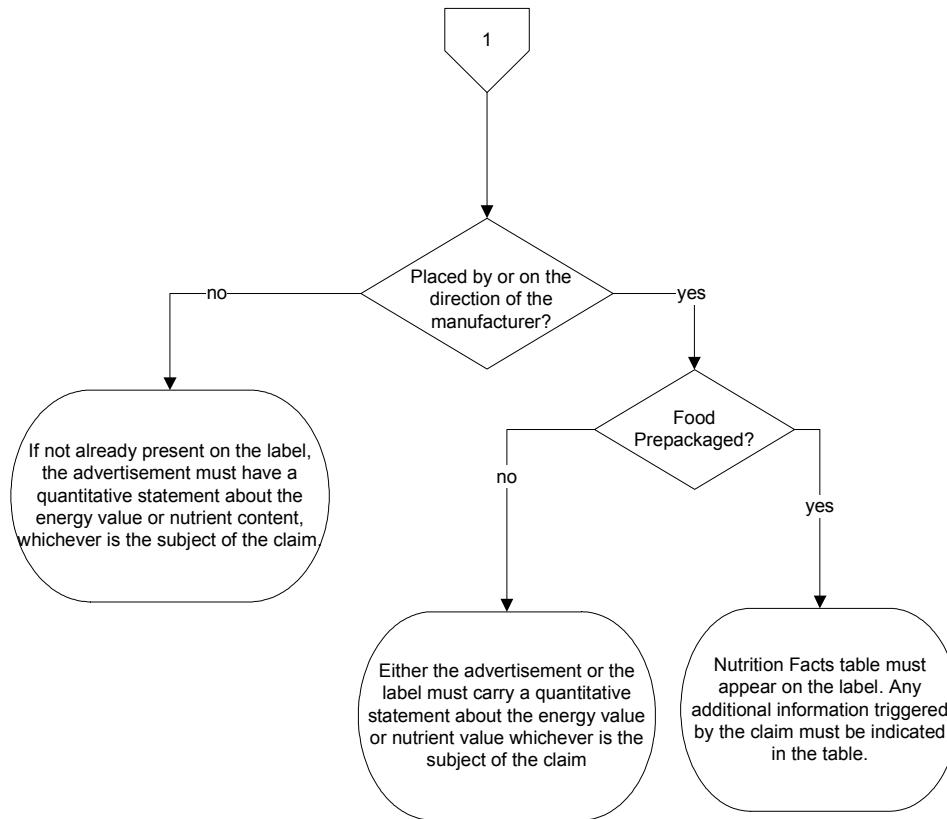 1
Placed by or on the
direction of the
manufacturer?
no
yes
If not already present on the label,
the advertisement must have a
quantitative statement about the
energy value or nutrient content,
whichever is the subject of the claim.
Food
Prepackaged?
no
yes
Either the advertisement or the
label must carry a quantitative
statement about the energy value
or nutrient value whichever is the
subject of the claim
Nutrition Facts table must
appear on the label. Any
additional information triggered
by the claim must be indicated
in the table.